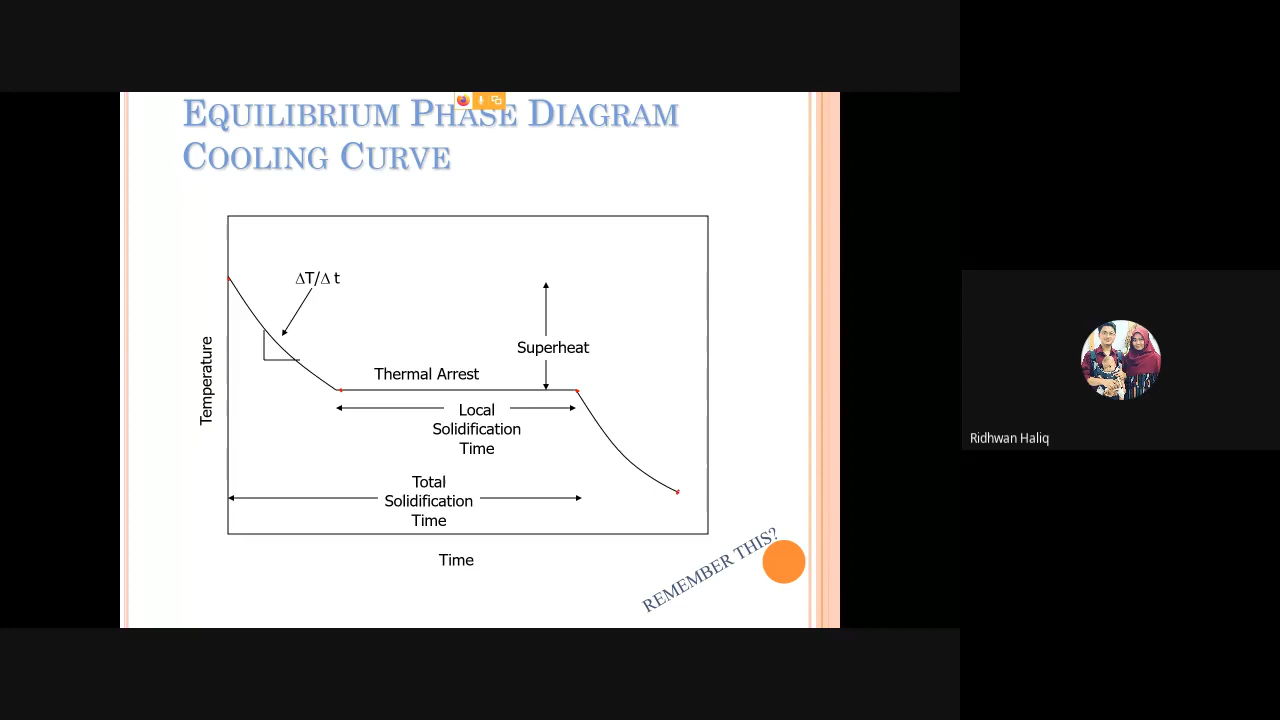 EQUILIBRIUM PHASE DIAGRAM
COOLING CURVE
ΔT/Δ t
Superheat
Thermal Arrest
Temperature
Local
Solidification
Time
Total
Solidification
Time
Time
REMEMBER THIS?
Ridhwan Haliq